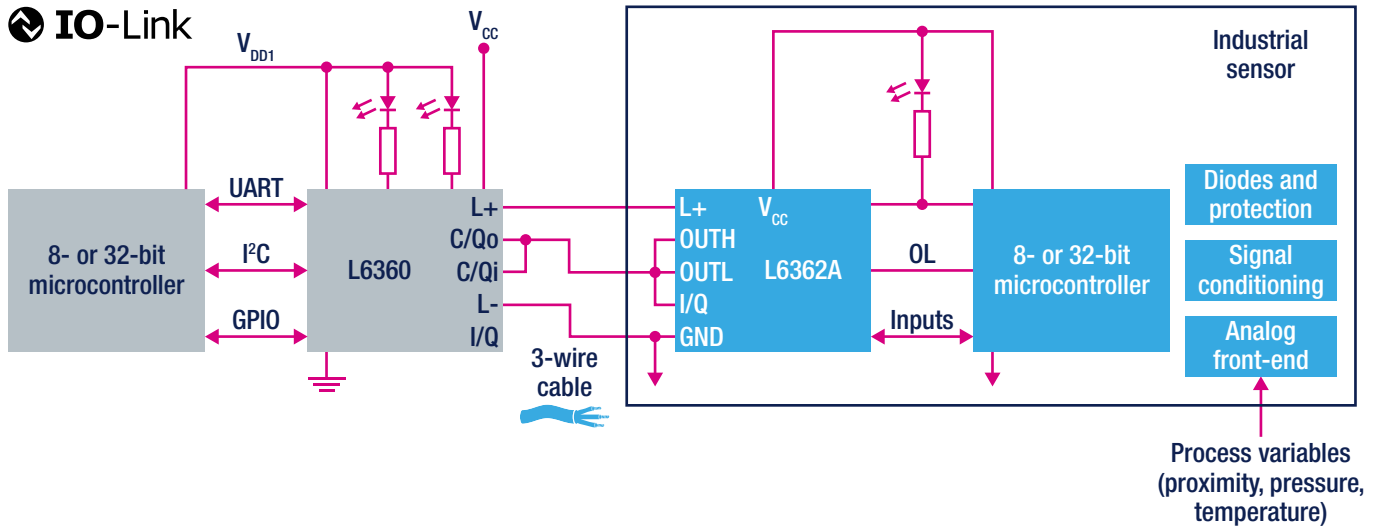 IO-Link
VDD1
VCC
Industrial
sensor
8- or 32-bit
microcontroller
UART
I²C
GPIO
L6360
L+
C/Qo
C/Qi
L-
I/Q
3-wire
cable
L+
VCC
OUTH
OUTL
I/Q
GND
L6362A
OL
Inputs
8- or 32-bit
microcontroller
Diodes and
protection
Signal
conditioning
Analog
front-end
Process variables
(proximity, pressure,
temperature)